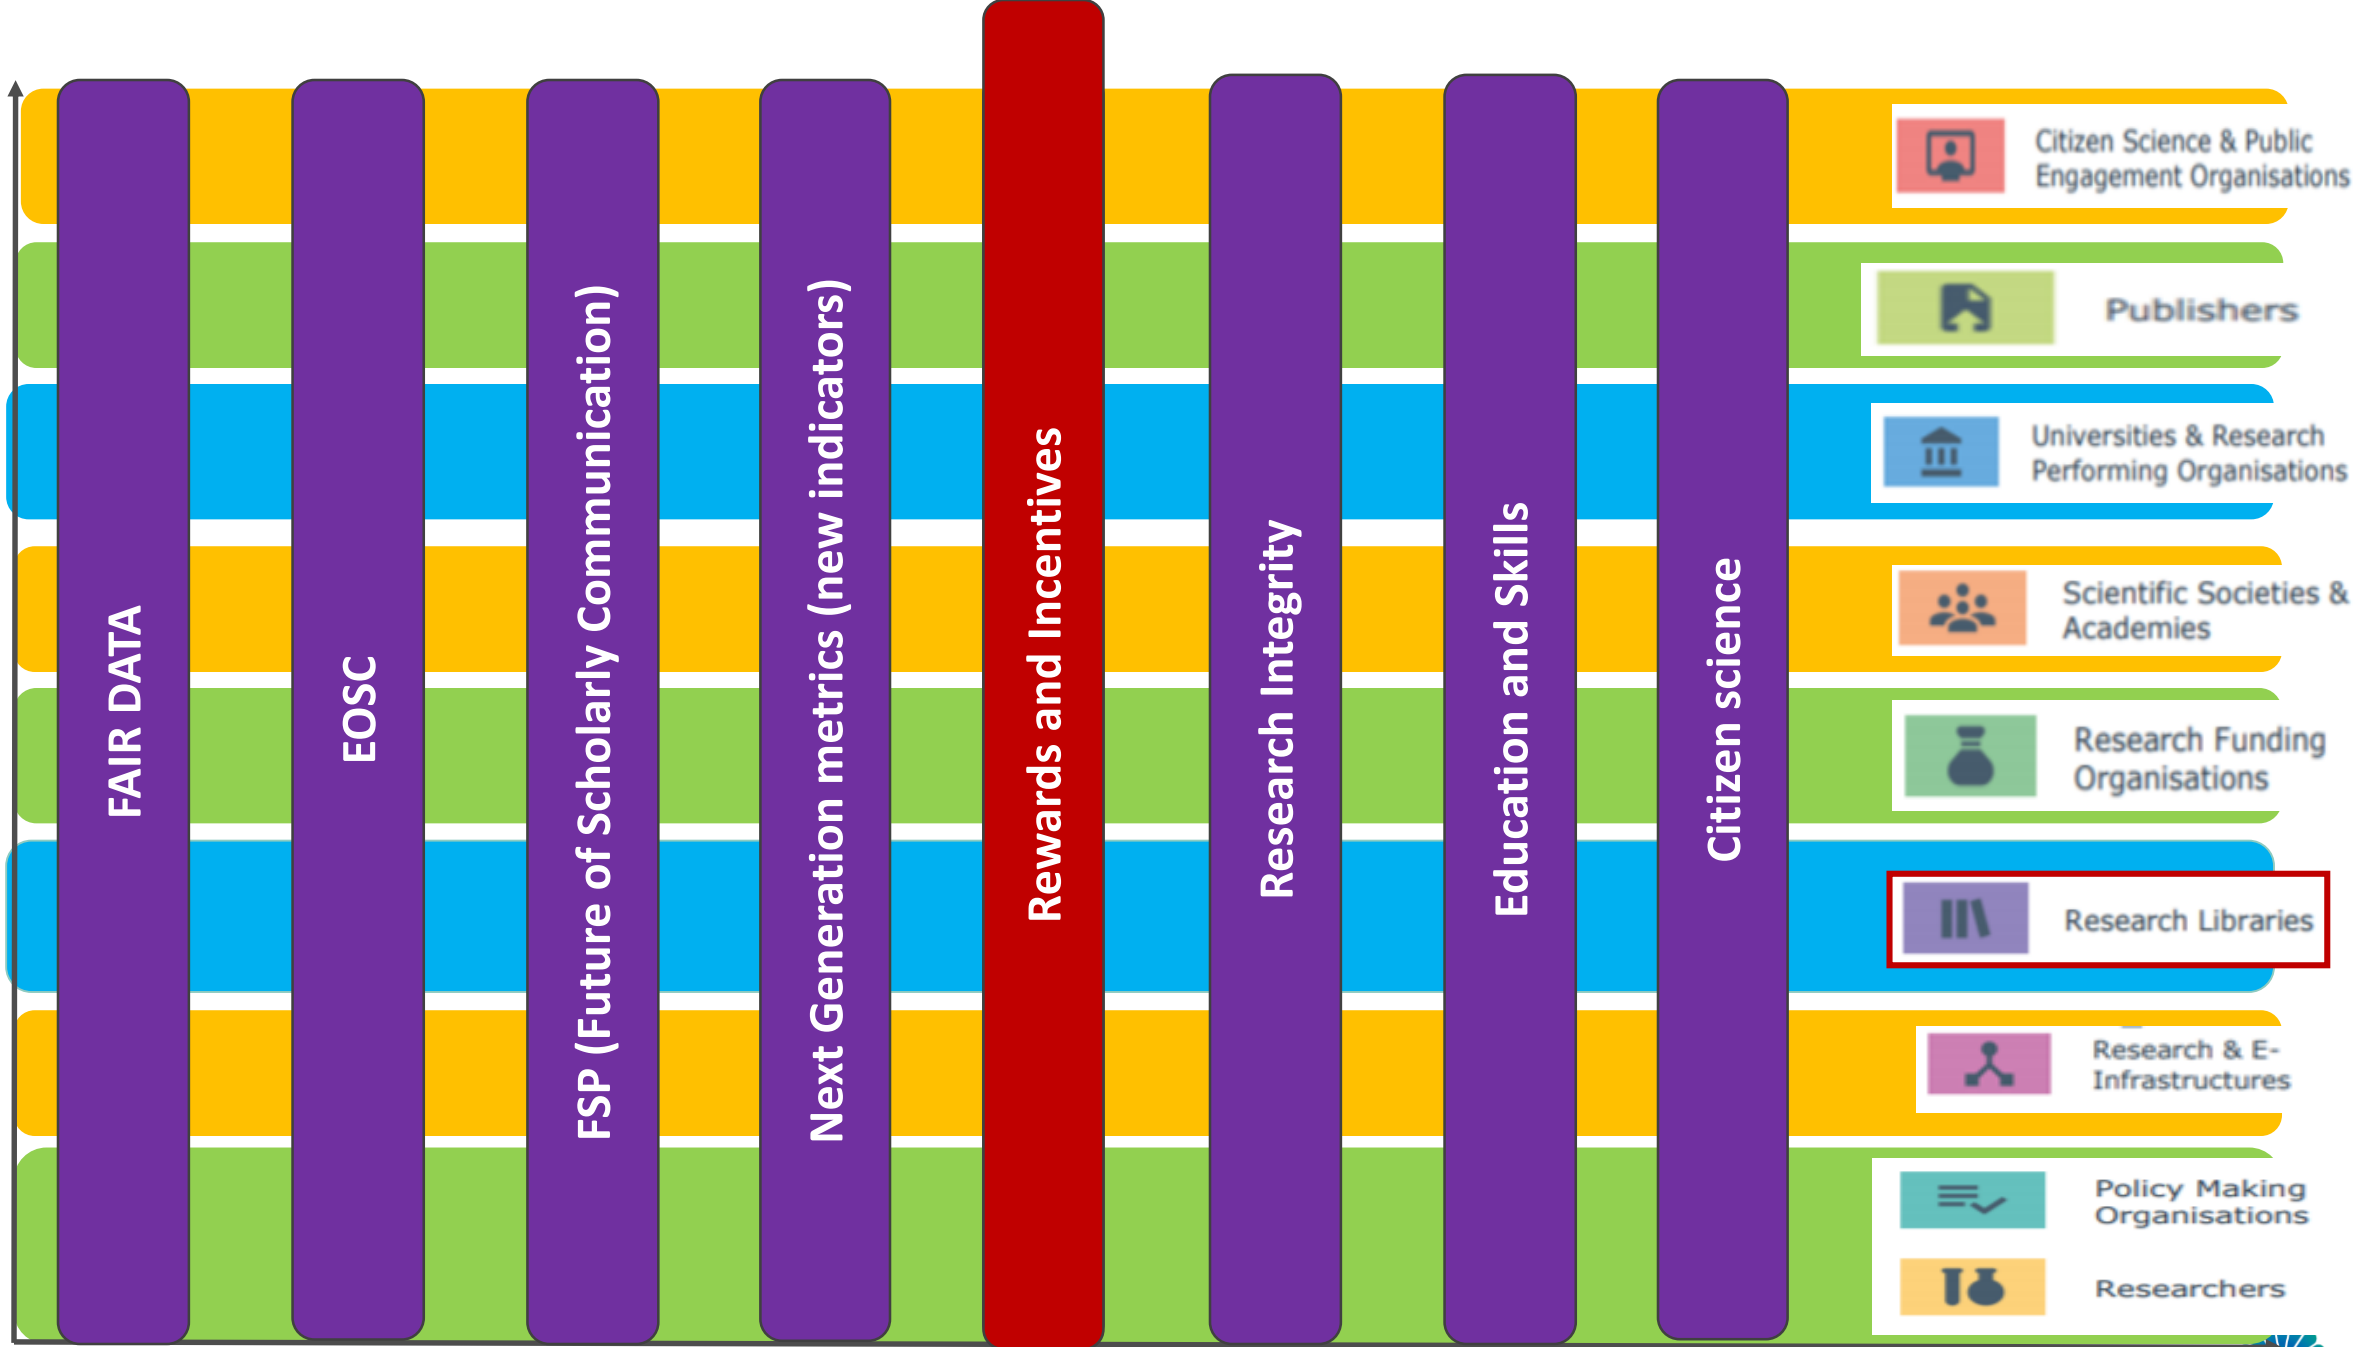 FAIR DATA
EOSC
FSP (Future of Scholarly Communication)
Next Generation metrics (new indicators)
Rewards and Incentives
Research Integrity
Education and Skills
Citizen science
Citizen Science & Public
Engagement Organisations
Publishers
Universities & Research
Performing Organisations
Scientific Societies &
Academies
Research Funding
Organisations
Research Libraries
Research & E-
Infrastructures
Policy Making
Organisations
Researchers